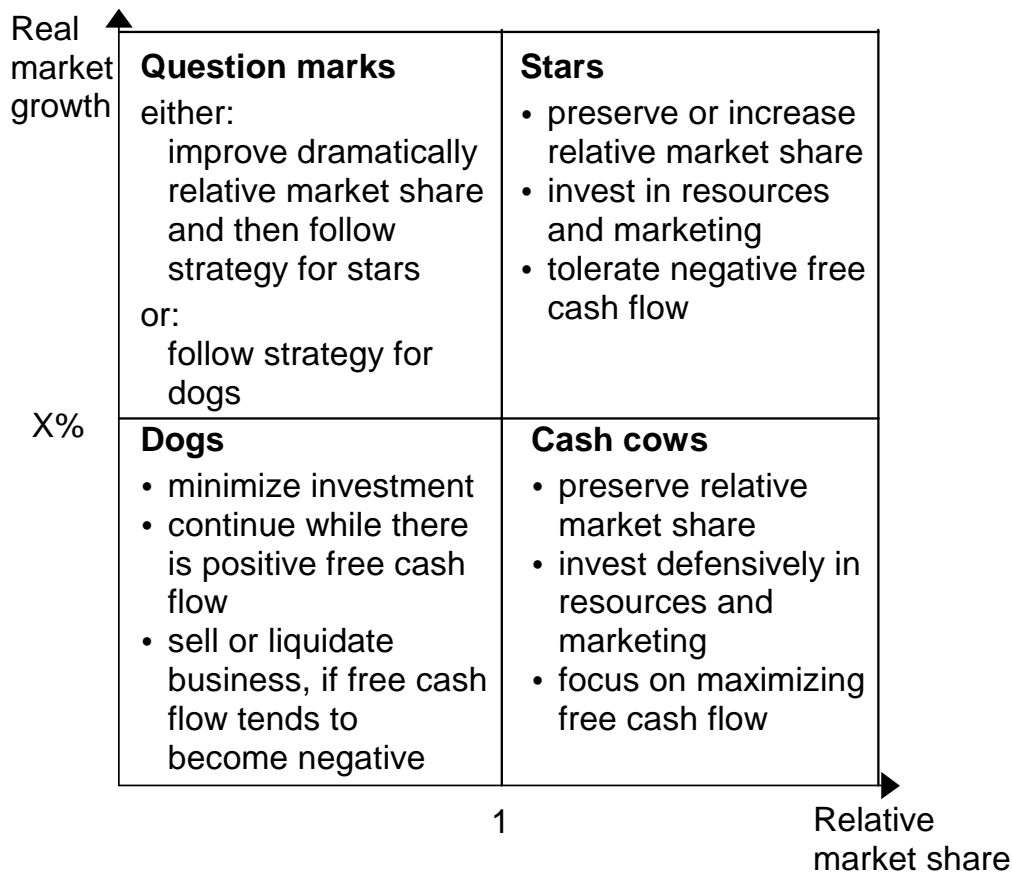 Real
market
growth
Question marks
either:
improve dramatically
relative market share
and then follow
strategy for stars
or:
follow strategy for
dogs
Stars
• preserve or increase
relative market share
• invest in resources
and marketing
• tolerate negative free
cash flow
X%
Dogs
• minimize investment
• continue while there
is positive free cash
flow
• sell or liquidate
business, if free cash
flow tends to
become negative
Cash cows
• preserve relative
market share
• invest defensively in
resources and
marketing
• focus on maximizing
free cash flow
1
Relative
market share